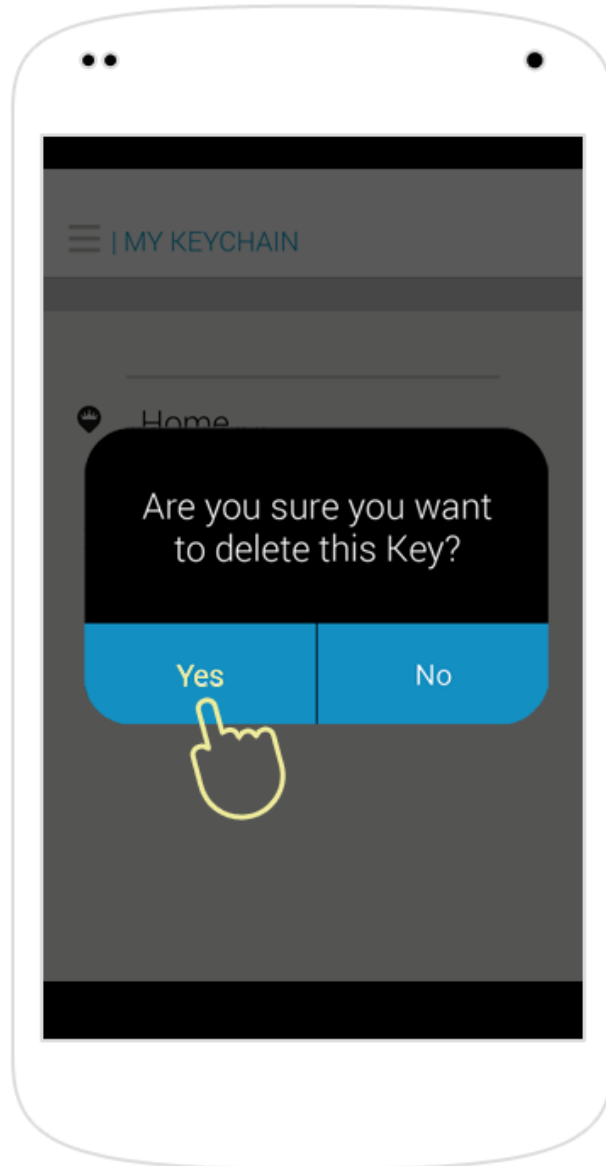 | MY KEYCHAIN
Home
Are you sure you want
to delete this Key?
Yes
No